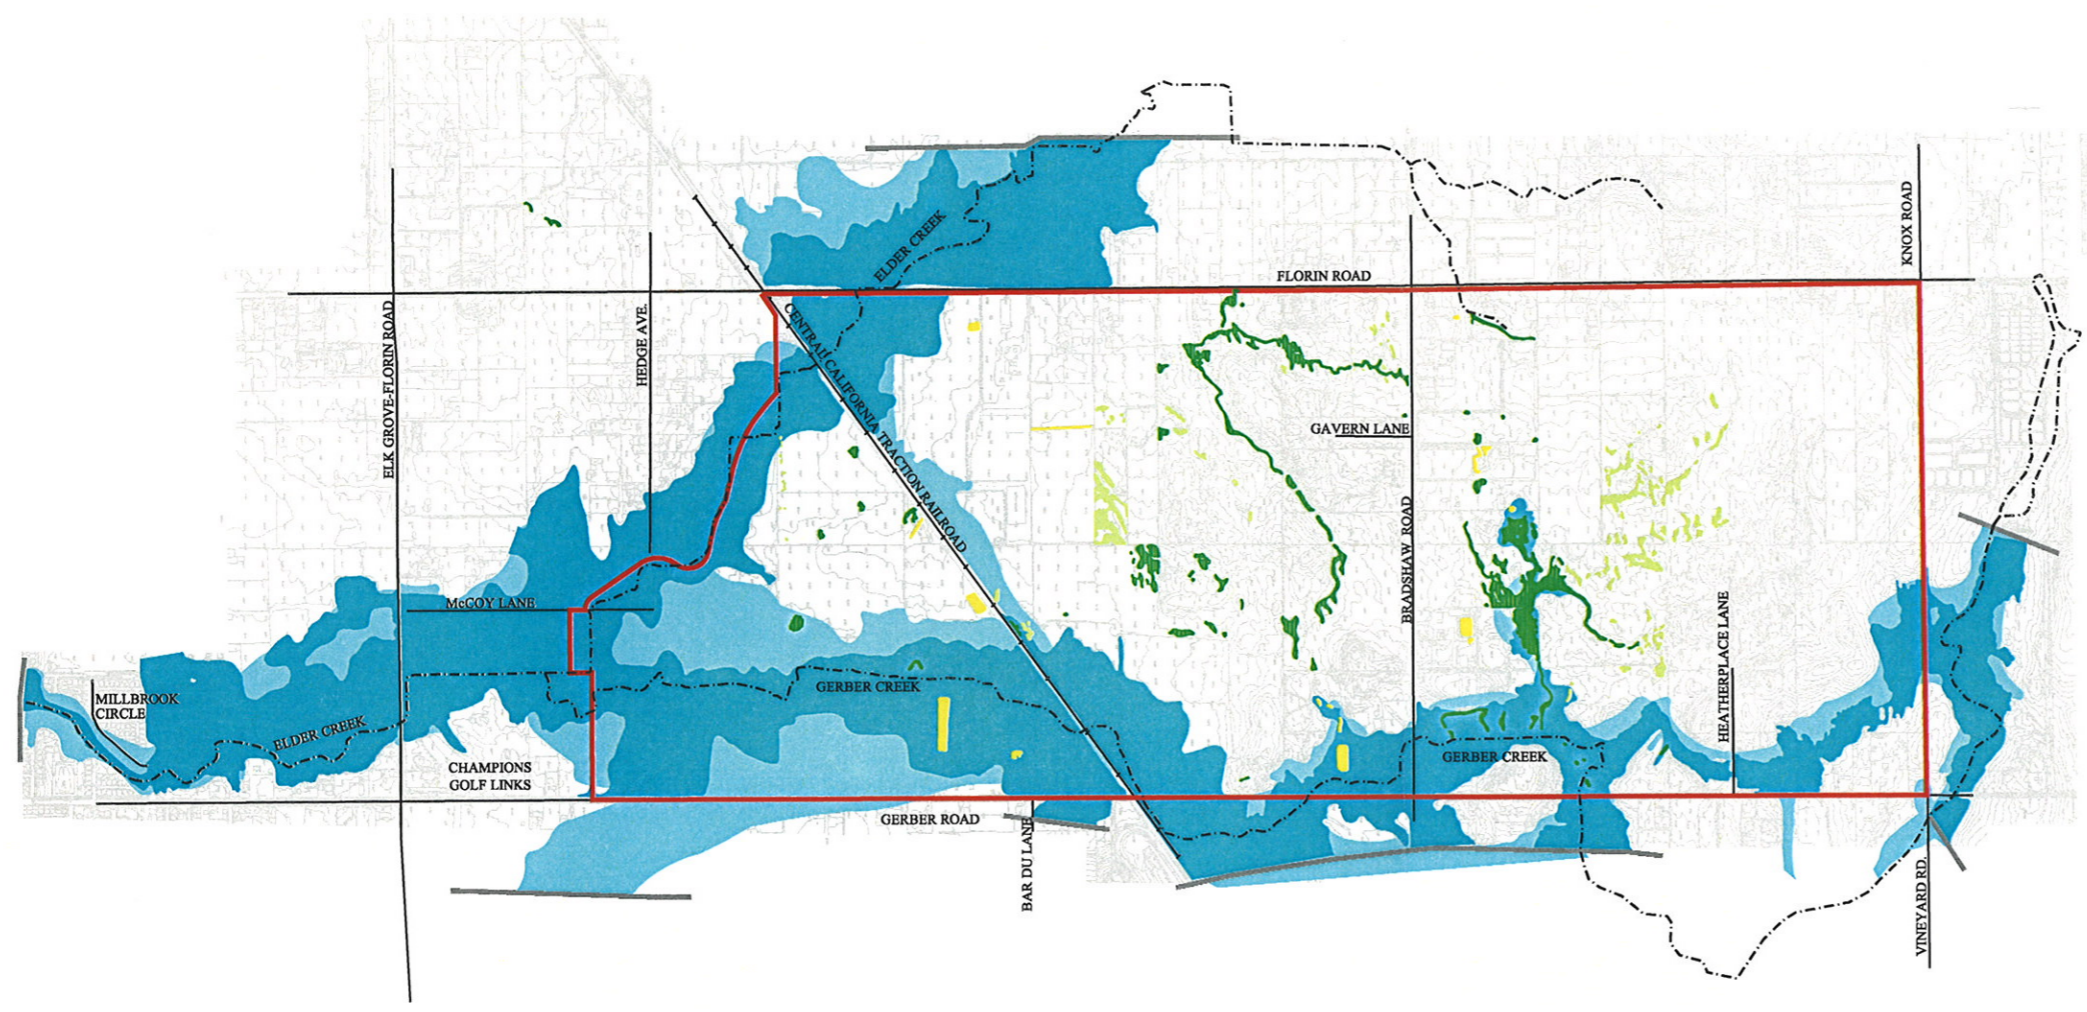 KNOX ROAD
ELDER CREEK
FLORIN ROAD
ELK GROVE-FLORIN ROAD
HEDGE AVE.
CENTRAL CALIFORNIA TRACTION RAILROAD
GAVERN LANE
BRADSHAW ROAD
McCOY LANE
HEATHERPLACE LANE
MILLBROOK
CIRCLE
ELDER CREEK
GERBER CREEK
GERBER CREEK
CHAMPIONS
GOLF LINKS
GERBER ROAD
BAR DU LANE
VINEYARD RD.